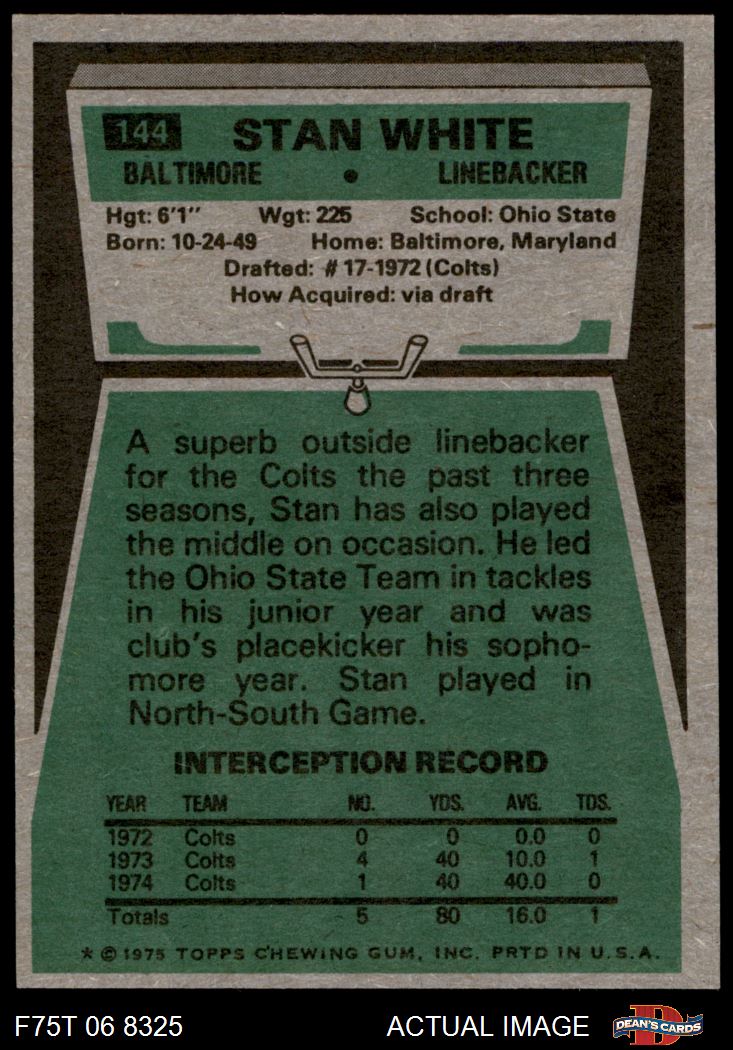 144 STAN WHITE
BALTIMORE • LINEBACKER
Hgt: 6'1" Wgt: 225 School: Ohio State
Born: 10-24-49 Home: Baltimore, Maryland
Drafted: # 17-1972 (Colts)
How Acquired: via draft
A superb outside linebacker
for the Colts the past three
seasons, Stan has also played
the middle on occasion. He led
the Ohio State Team in tackles
in his junior year and was
club's placekicker his sopho-
more year. Stan played in
North-South Game.
INTERCEPTION RECORD
YEAR TEAM NO. YDS. AVG. TDS.
1972 Colts 0 0 0.0 0
1973 Colts 4 40 10.0 1
1974 Colts 1 40 40.0 0
Totals 5 80 16.0 1
* © 1975 TOPPS CHEWING GUM, INC. PRTD IN U.S.A.
F75T 06 8325 ACTUAL IMAGE D DEAN'S CARDS